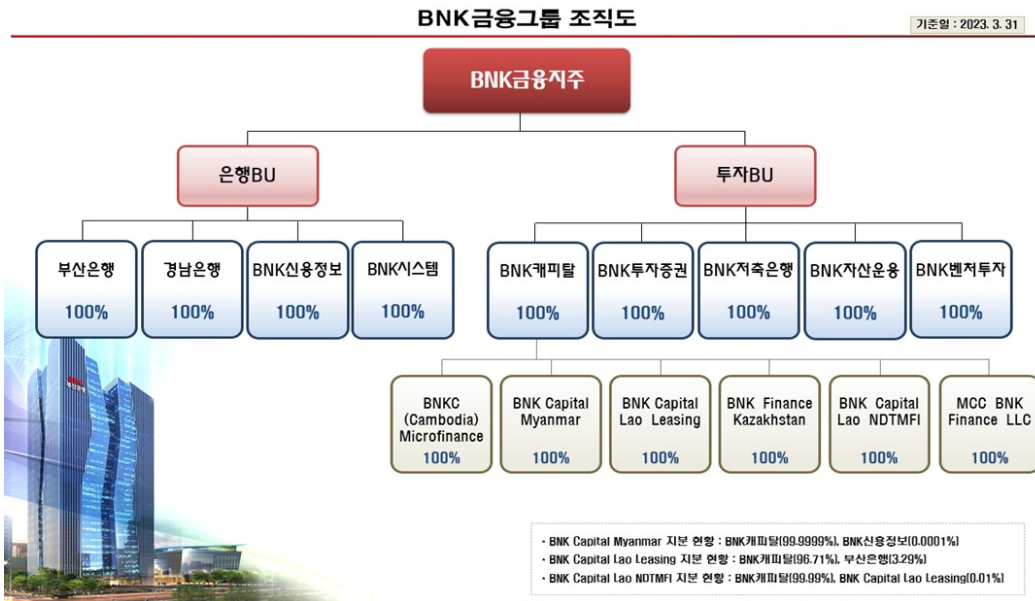 BNK금융그룹 조직도
기준일 : 2023. 3. 31
BNK금융지주
은행BU
투자BU
부산은행
100%
경남은행
100%
BNK신용정보
100%
BNK시스템
100%
BNK캐피탈
100%
BNK투자증권
100%
BNK저축은행
100%
BNK자산운용
100%
BNK벤처투자
100%
BNKC
(Cambodia)
Microfinance
100%
BNK Capital
Myanmar
100%
BNK Capital
Lao Leasing
100%
BNK Finance
Kazakhstan
100%
BNK Capital
Lao NDTMFI
100%
MCC BNK
Finance LLC
100%
부산은행
· BNK Capital Myanmar 지분 현황 : BNK캐피탈(99.9999%), BNK신용정보(0.0001%)
· BNK Capital Lao Leasing 지분 현황 : BNK캐피탈(96.71%), 부산은행(3.29%)
· BNK Capital Lao NDTMFI 지분 현황 : BNK캐피탈(99.99%), BNK Capital Lao Leasing(0.01%)